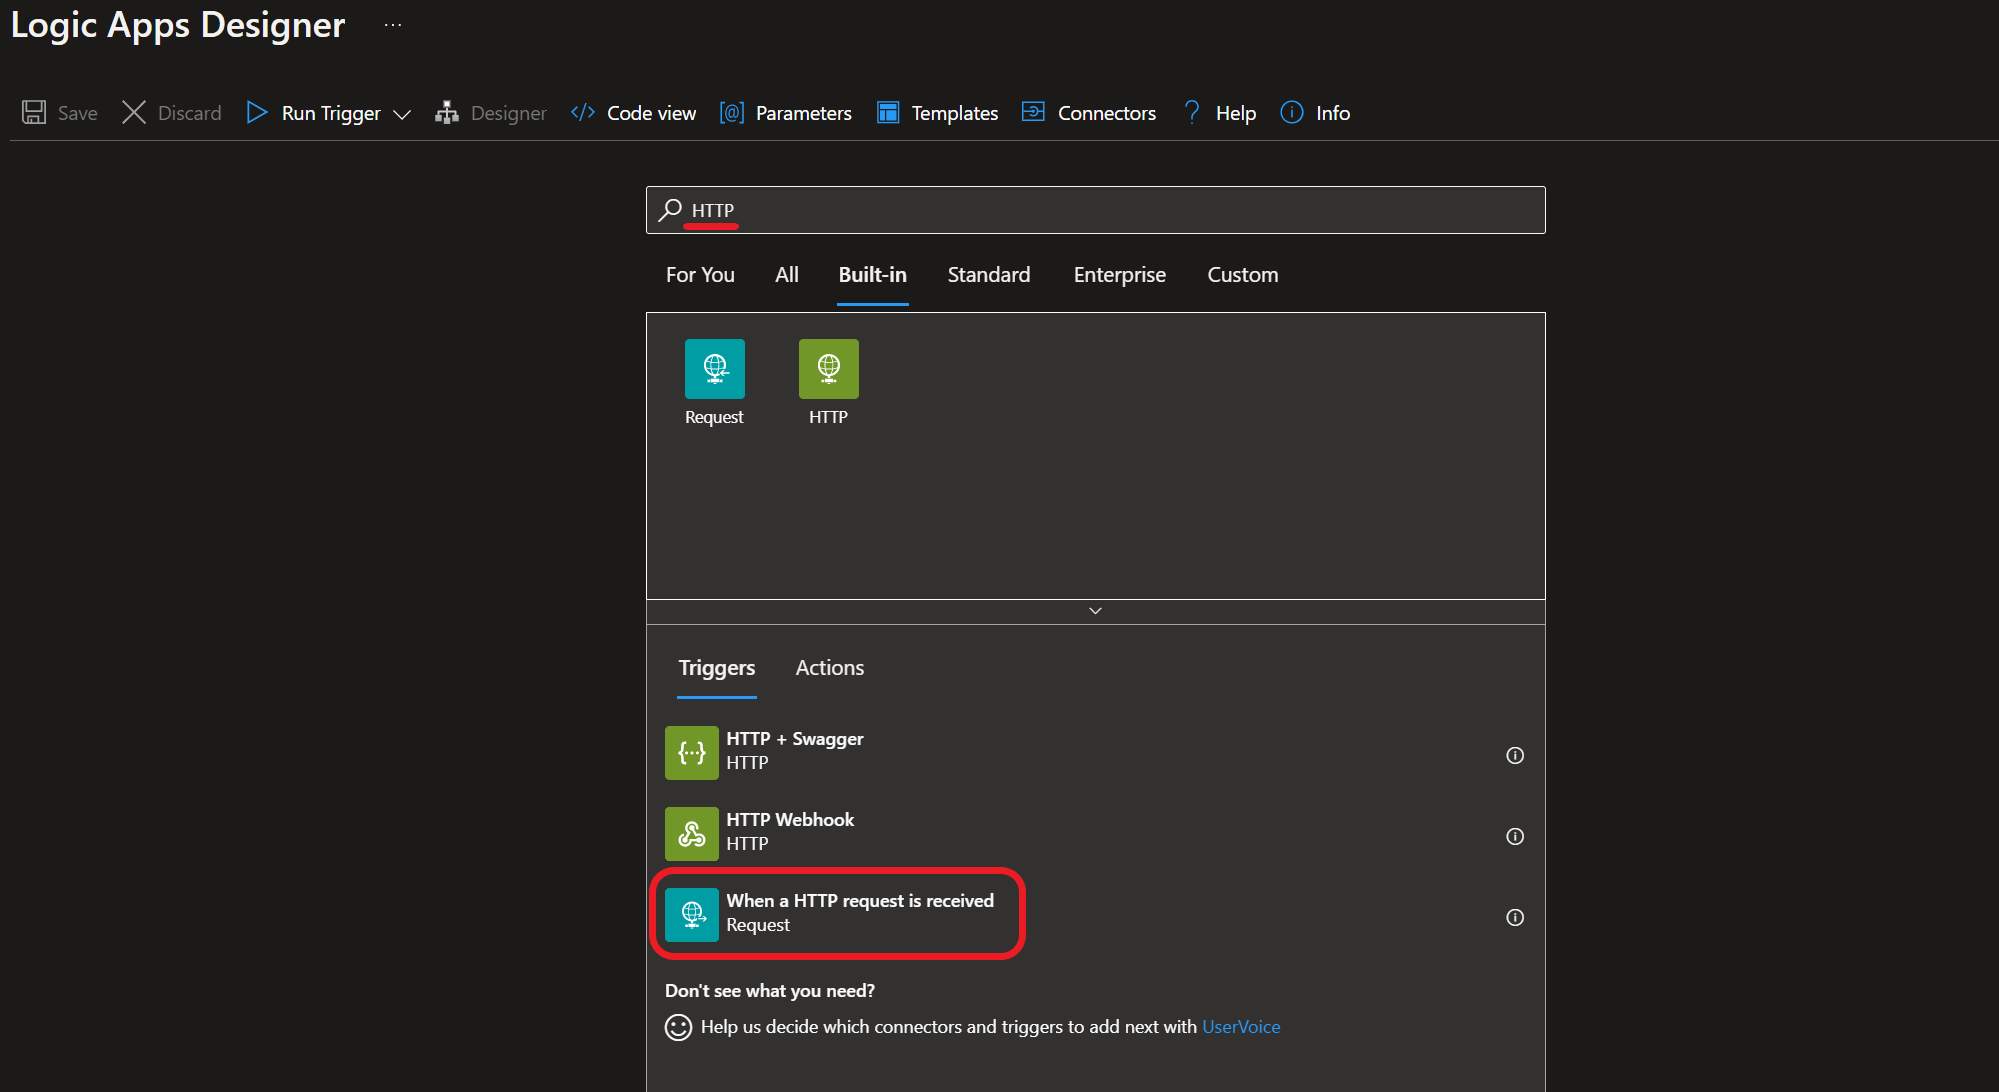 Logic Apps Designer ...
Save Discard Run Trigger Designer Code view Parameters Templates Connectors Help Info
HTTP
For You All Built-in Standard Enterprise Custom
Request HTTP
Triggers Actions
HTTP + Swagger
HTTP
HTTP Webhook
HTTP
When a HTTP request is received
Request
Don't see what you need?
Help us decide which connectors and triggers to add next with UserVoice